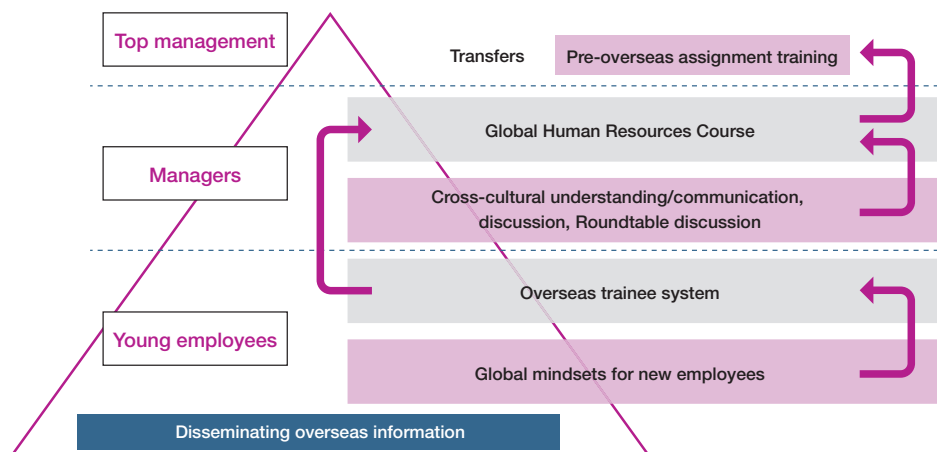 Top management
Transfers
Pre-overseas assignment training
Global Human Resources Course
Managers
Cross-cultural understanding/communication,
discussion, Roundtable discussion
Overseas trainee system
Young employees
Global mindsets for new employees
Disseminating overseas information